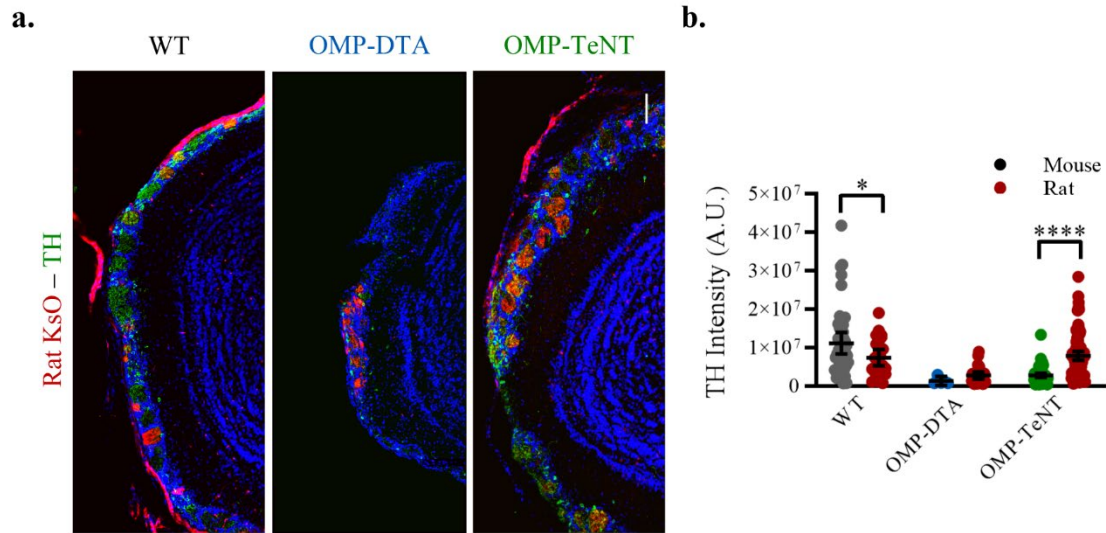 a.
WT
OMP-DTA
OMP-TeNT
Rat KsO – TH
b.
Mouse
Rat
TH Intensity (A.U.)
5×10⁷
4×10⁷
3×10⁷
2×10⁷
1×10⁷
0
*
****
WT
OMP-DTA
OMP-TeNT